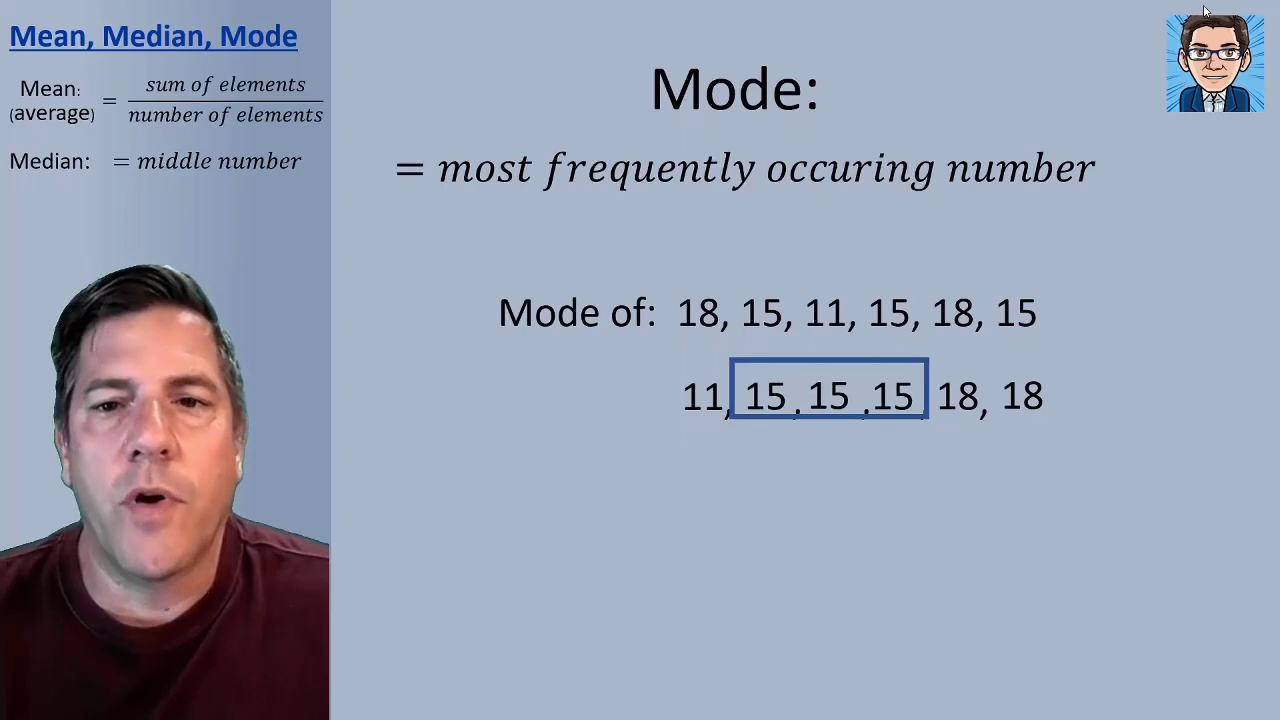 Mean, Median, Mode
Mean:
(average)
= sum of elements
number of elements
Median: = middle number
Mode:
= most frequently occuring number
Mode of: 18, 15, 11, 15, 18, 15
11, 15 , 15 , 15, 18, 18